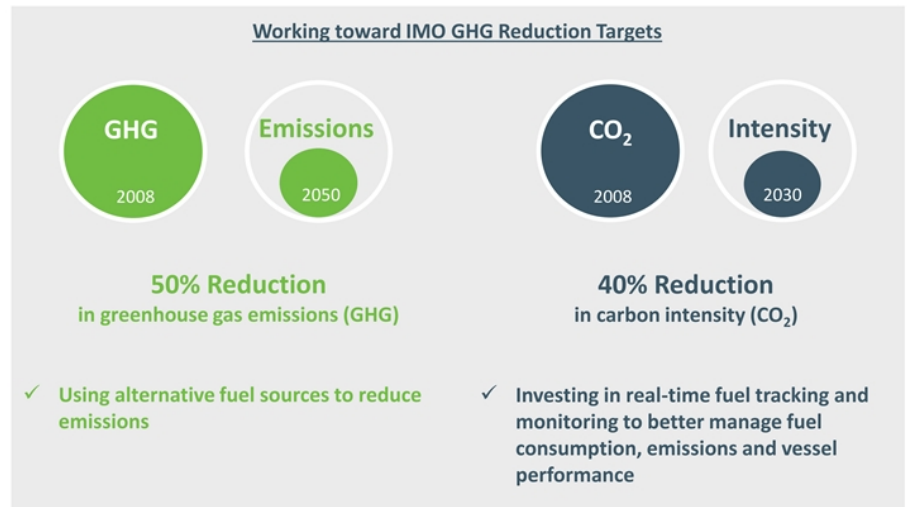 Working toward IMO GHG Reduction Targets
GHG
2008
Emissions
2050
CO₂
2008
Intensity
2030
50% Reduction
in greenhouse gas emissions (GHG)
40% Reduction
in carbon intensity (CO₂)
✓ Using alternative fuel sources to reduce
emissions
✓ Investing in real-time fuel tracking and
monitoring to better manage fuel
consumption, emissions and vessel
performance